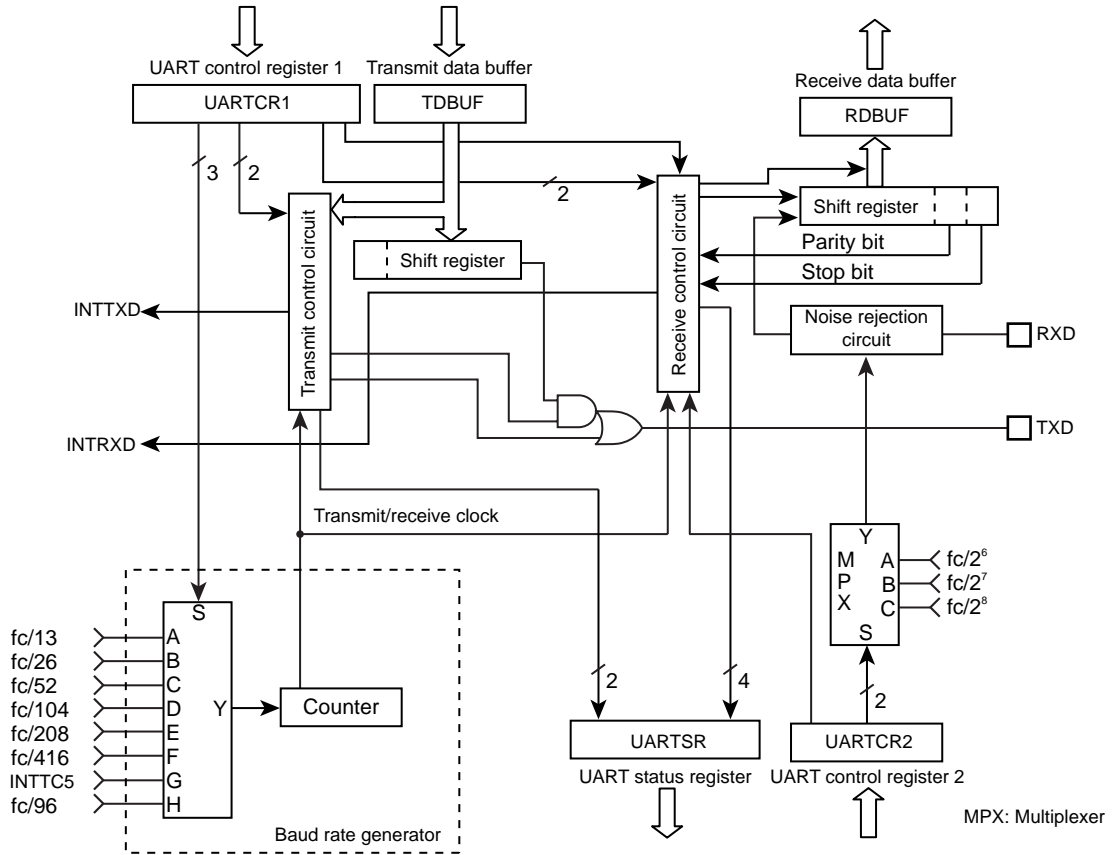 UART control register 1
Transmit data buffer
Receive data buffer
UARTCR1
TDBUF
RDBUF
3
2
2
Transmit control circuit
Receive control circuit
Shift register
Shift register
Parity bit
Stop bit
INTTXD
Noise rejection
circuit
RXD
INTRXD
TXD
Transmit/receive clock
Y
M
P
X
A
B
C
S
fc/2⁶
fc/2⁷
fc/2⁸
S
fc/13
A
fc/26
B
fc/52
C
fc/104
D
fc/208
E
fc/416
F
INTTC5
G
fc/96
H
Y
Counter
2
4
2
UARTSR
UARTCR2
UART status register
UART control register 2
Baud rate generator
MPX: Multiplexer